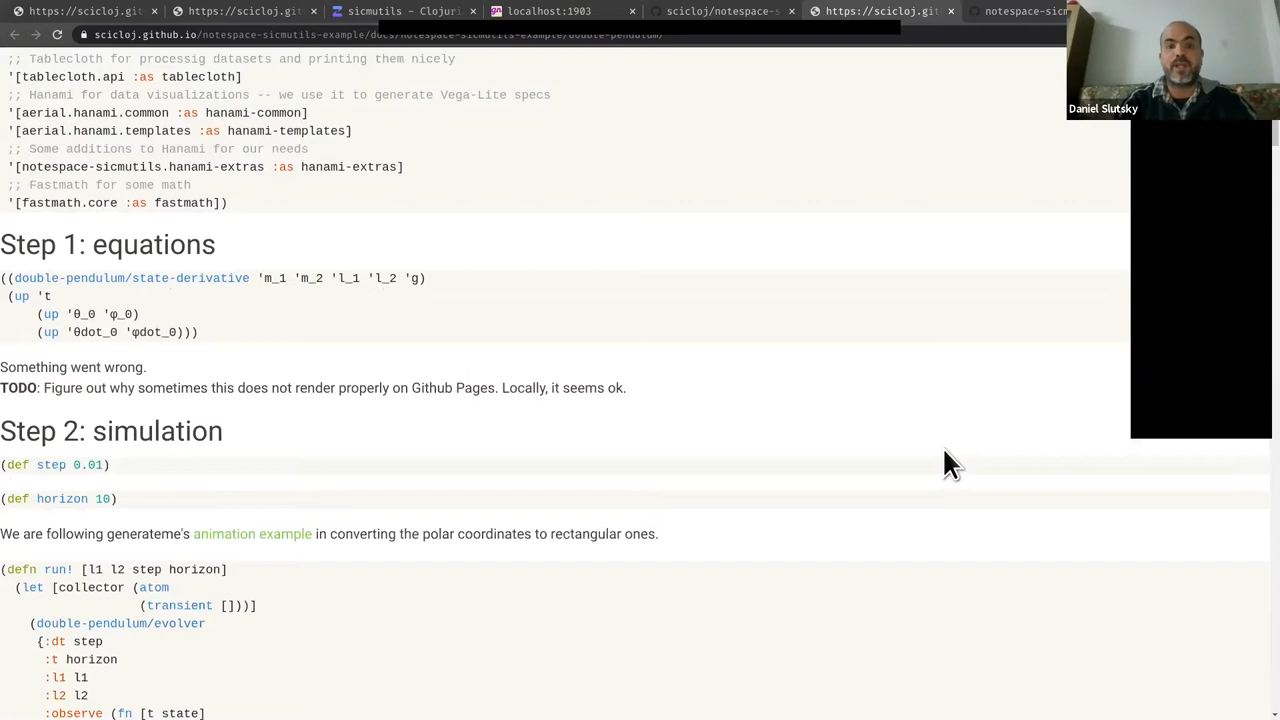 https://scicloj.git
https://scicloj.git
sicmutils – Clojuri
localhost:1903
scicloj/notespace-s
https://scicloj.git
notespace-sic
scicloj.github.io/notespace-sicmutils-example/docs/notespace-sicmutils-example/double-pendulum/
Daniel Slutsky
;; Tablecloth for processig datasets and printing them nicely
'[tablecloth.api :as tablecloth]
;; Hanami for data visualizations -- we use it to generate Vega-Lite specs
'[aerial.hanami.common :as hanami-common]
'[aerial.hanami.templates :as hanami-templates]
;; Some additions to Hanami for our needs
'[notespace-sicmutils.hanami-extras :as hanami-extras]
;; Fastmath for some math
'[fastmath.core :as fastmath])
Step 1: equations
((double-pendulum/state-derivative 'm_1 'm_2 'l_1 'l_2 'g)
(up 't
(up 'θ_0 'φ_0)
(up 'θdot_0 'φdot_0)))
Something went wrong.
TODO: Figure out why sometimes this does not render properly on Github Pages. Locally, it seems ok.
Step 2: simulation
(def step 0.01)
(def horizon 10)
We are following generateme's animation example in converting the polar coordinates to rectangular ones.
(defn run! [l1 l2 step horizon]
(let [collector (atom
(transient []))]
(double-pendulum/evolver
{:dt step
:t horizon
:l1 l1
:l2 l2
:observe (fn [t state]